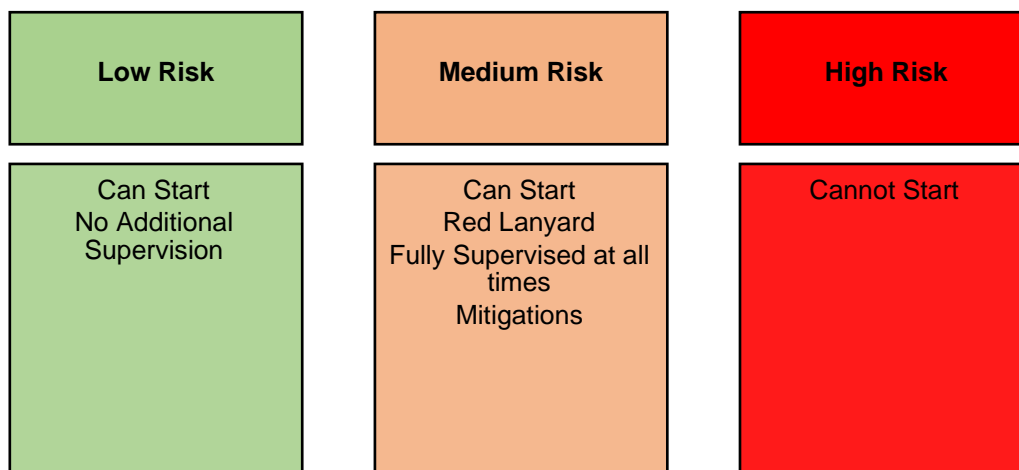 Low Risk
Medium Risk
High Risk
Can Start
No Additional
Supervision
Can Start
Red Lanyard
Fully Supervised at all
times
Mitigations
Cannot Start